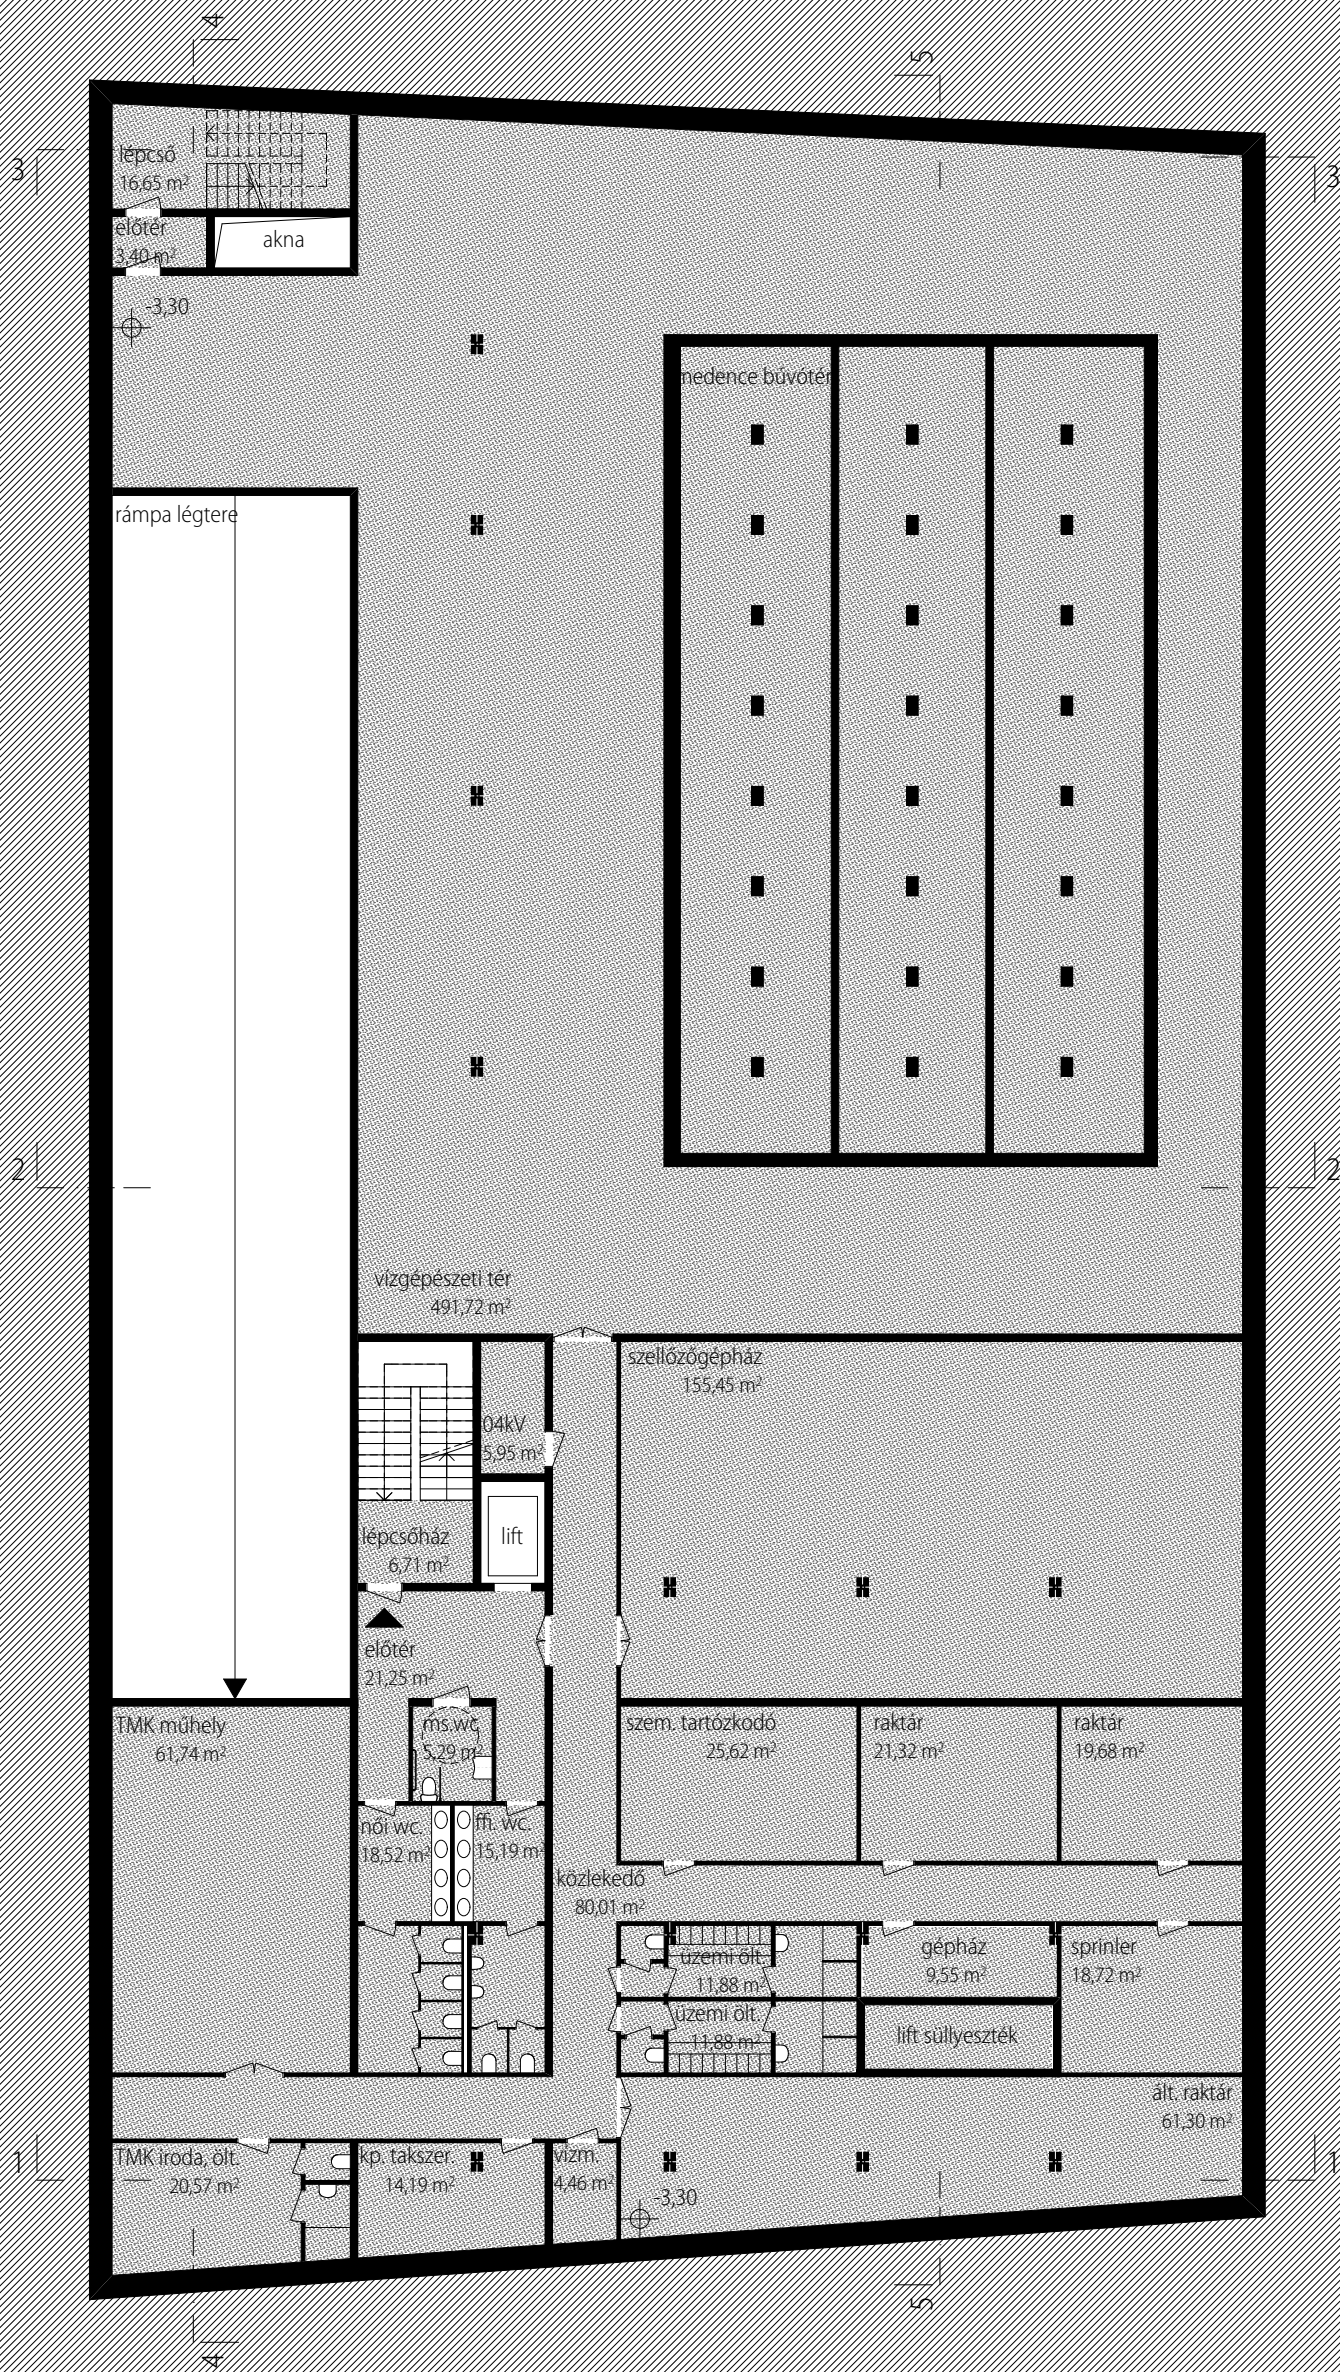 4
5
3
3
lépcső
16,65 m²
előtér
3,40 m²
akna
-3,30
medence búvótér
rámpa légtere
2
2
vízgépészeti tér
491,72 m²
szellőzőgépház
155,45 m²
04kV
5,95 m²
lépcsőház
6,71 m²
lift
előtér
21,25 m²
TMK műhely
61,74 m²
ms.wc
5,29 m²
szem. tartózkodó
25,62 m²
raktár
21,32 m²
raktár
19,68 m²
női wc.
18,52 m²
ffi. wc.
15,19 m²
közlekedő
80,01 m²
üzemi ölt.
11,88 m²
gépház
9,55 m²
sprinler
18,72 m²
üzemi ölt.
11,88 m²
lift süllyeszték
ált. raktár
61,30 m²
1
1
TMK iroda, ölt.
20,57 m²
kp. takszer.
14,19 m²
vízm.
4,46 m²
-3,30
5
4